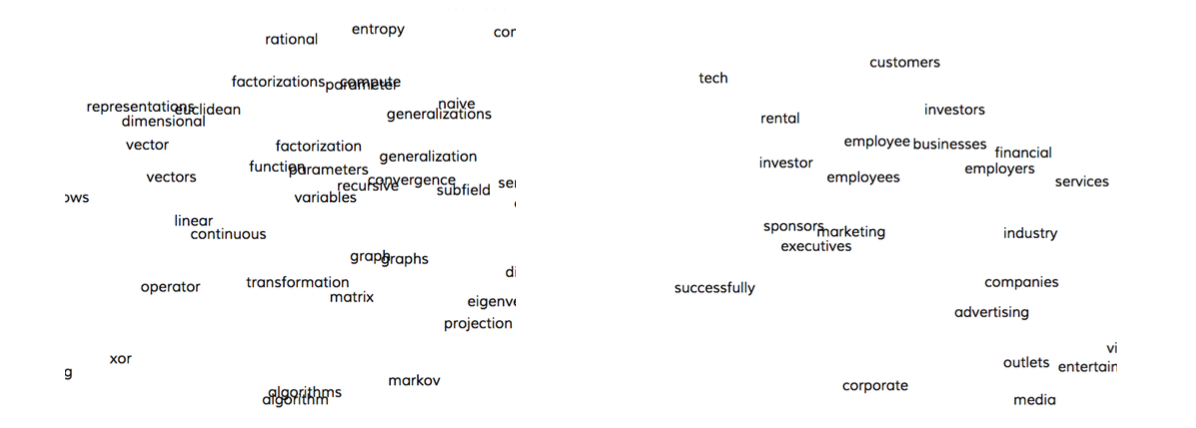 entropy
rational
cor
factorizations
compute
parameter
representations
euclidean
naive
generalizations
dimensional
vector
factorization
generalization
function
parameters
vectors
convergence
recursive
subfield
ser
ows
variables
linear
continuous
graph
graphs
di
operator
transformation
matrix
eigenve
projection
xor
g
markov
algorithms
algorithm
customers
tech
investors
rental
employee
businesses
financial
investor
employers
employees
services
sponsors
marketing
industry
executives
companies
successfully
advertising
vi
outlets
entertain
corporate
media